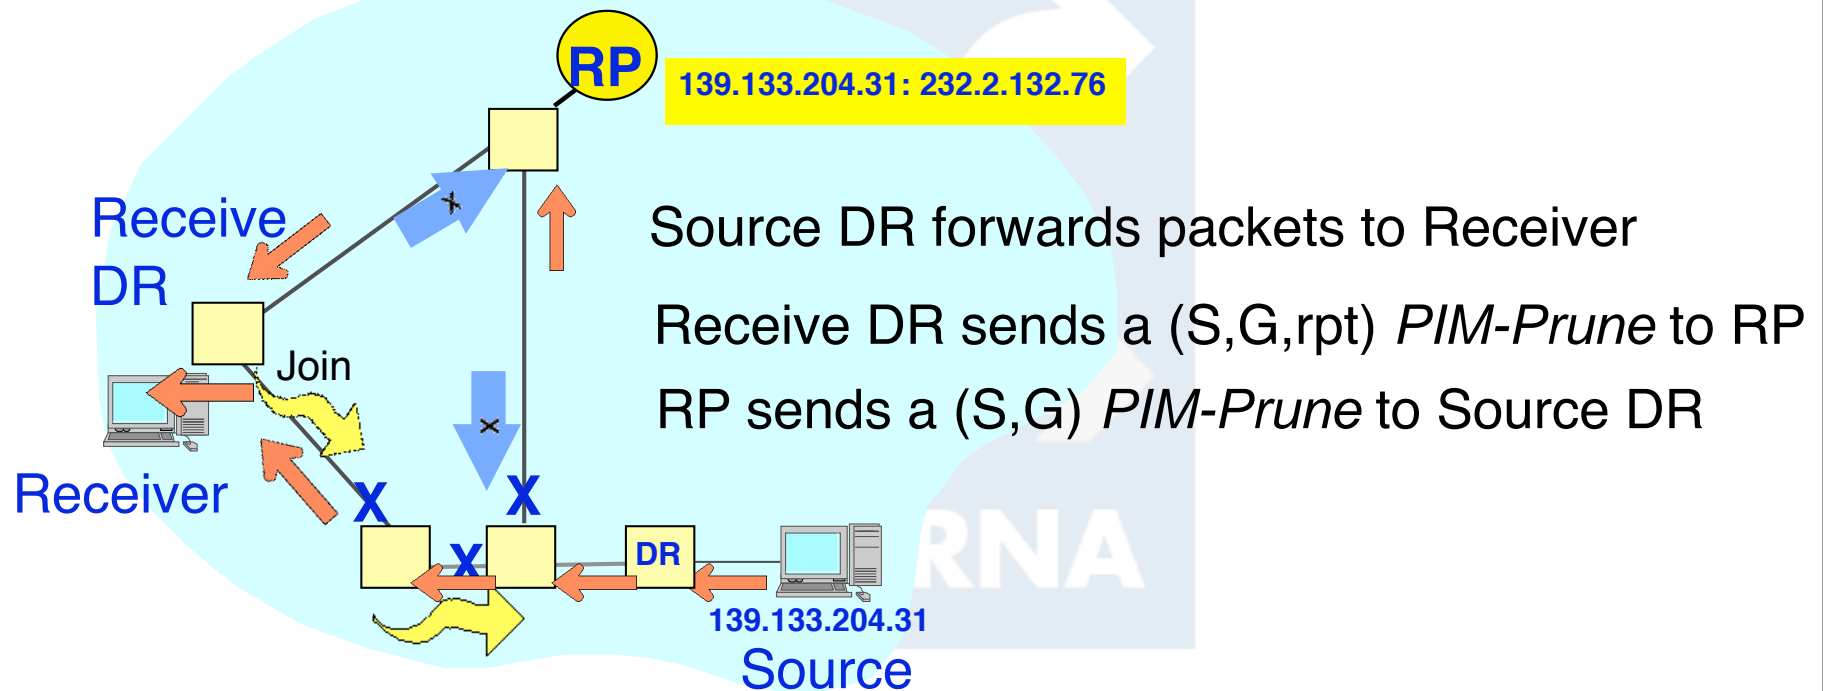 RP
139.133.204.31: 232.2.132.76
Receive
DR
Source DR forwards packets to Receiver
Receive DR sends a (S,G,rpt) PIM-Prune to RP
RP sends a (S,G) PIM-Prune to Source DR
x
Join
x
Receiver
X
X
X
DR
RNA
139.133.204.31
Source